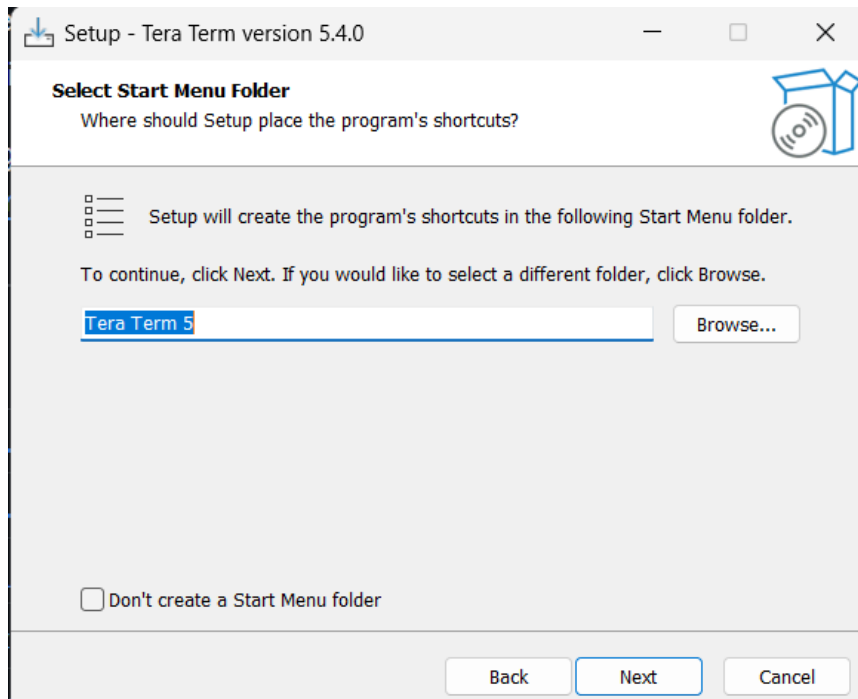 Setup - Tera Term version 5.4.0
Select Start Menu Folder
Where should Setup place the program's shortcuts?
Setup will create the program's shortcuts in the following Start Menu folder.
To continue, click Next. If you would like to select a different folder, click Browse.
Tera Term 5
Browse...
Don't create a Start Menu folder
Back Next Cancel